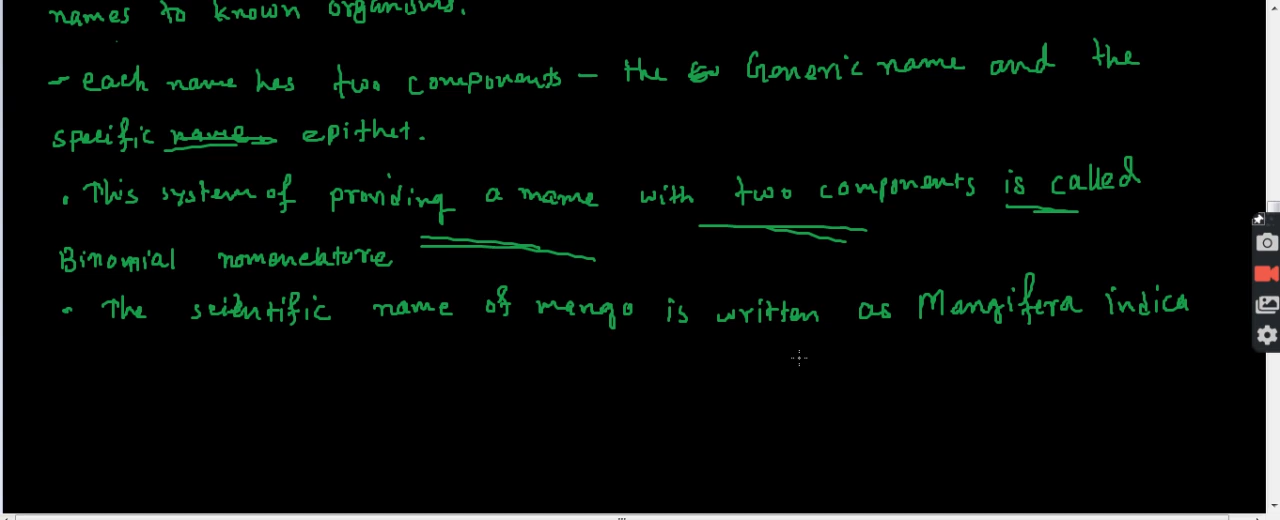 names to known organisms.
- each name has two components - the Generic name and the
specific name epithet.
. This system of providing a name with two components is called
Binomial nomenclature
. The scientific name of mango is written as Mangifera indica